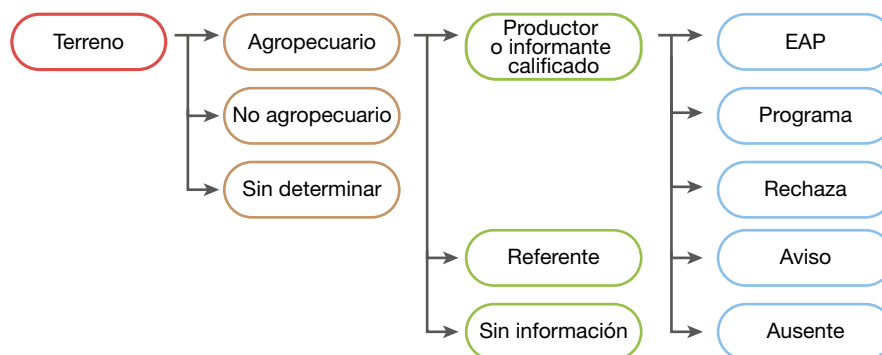 Terreno
Agropecuario
No agropecuario
Sin determinar
Productor
o informante
calificado
Referente
Sin información
EAP
Programa
Rechaza
Aviso
Ausente